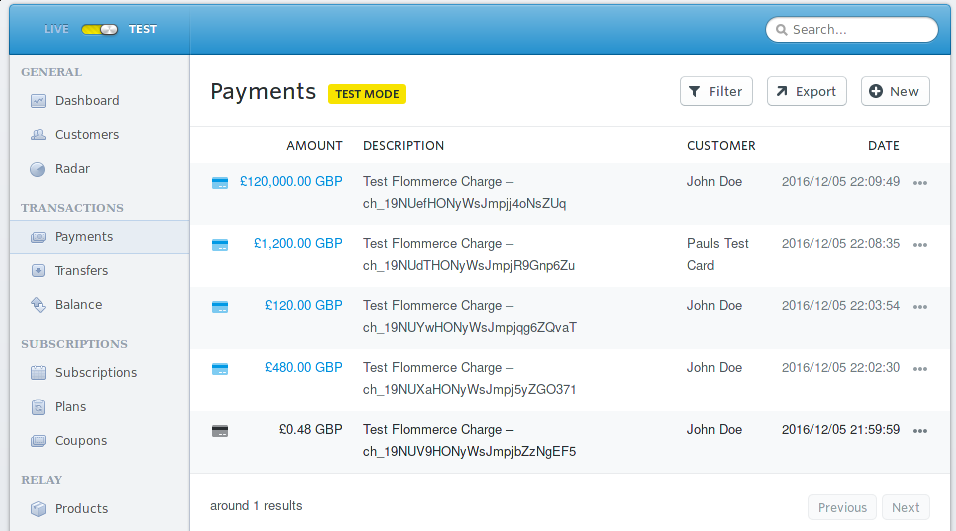 LIVE TEST
Search...
GENERAL
Dashboard
Customers
Radar
TRANSACTIONS
Payments
Transfers
Balance
SUBSCRIPTIONS
Subscriptions
Plans
Coupons
RELAY
Products
Payments TEST MODE
Filter Export New
AMOUNT DESCRIPTION CUSTOMER DATE
£120,000.00 GBP Test Flommerce Charge – John Doe 2016/12/05 22:09:49
ch_19NUefHONyWsJmpjj4oNsZUq
£1,200.00 GBP Test Flommerce Charge – Pauls Test 2016/12/05 22:08:35
ch_19NUdTHONyWsJmpjR9Gnp6Zu Card
£120.00 GBP Test Flommerce Charge – John Doe 2016/12/05 22:03:54
ch_19NUYwHONyWsJmpjqg6ZQvaT
£480.00 GBP Test Flommerce Charge – John Doe 2016/12/05 22:02:30
ch_19NUXaHONyWsJmpj5yZGO371
£0.48 GBP Test Flommerce Charge – John Doe 2016/12/05 21:59:59
ch_19NUV9HONyWsJmpjbZzNgEF5
around 1 results
Previous Next